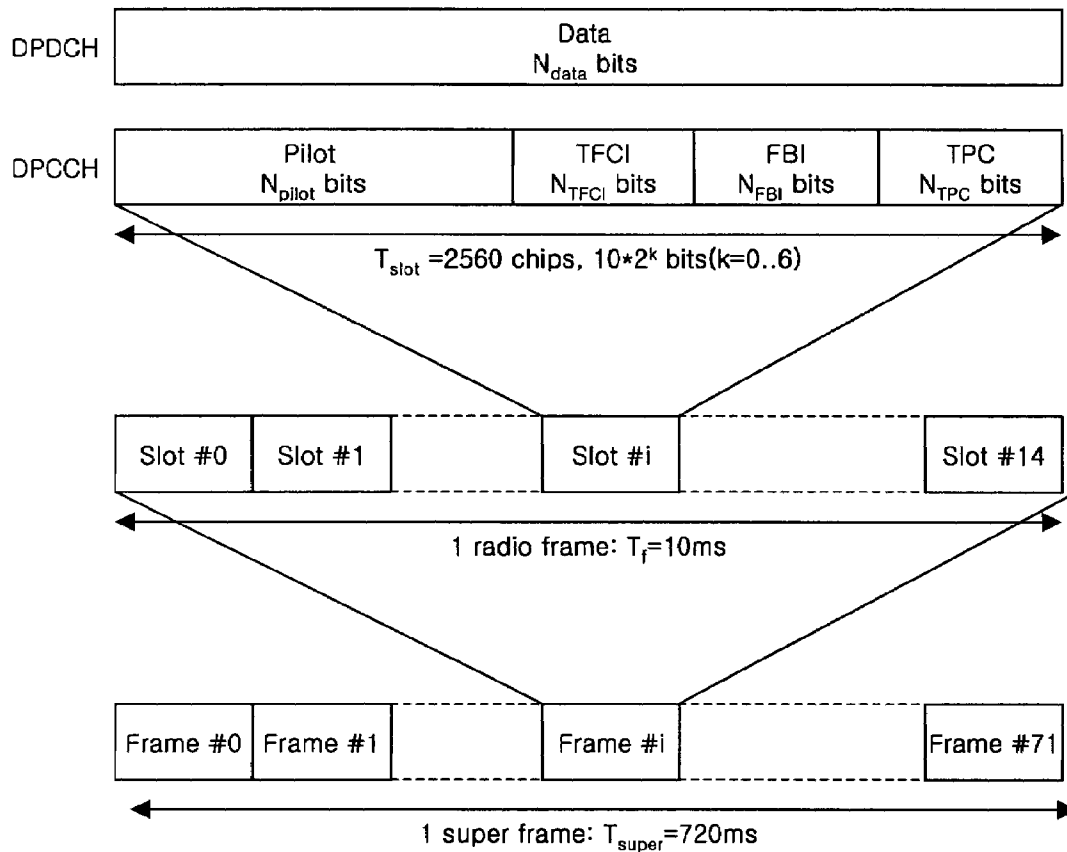 DPDCH
Data
N_data bits
DPCCH
Pilot
N_pilot bits
TFCI
N_TFCI bits
FBI
N_FBI bits
TPC
N_TPC bits
T_slot =2560 chips, 10*2^k bits(k=0..6)
Slot #0
Slot #1
Slot #i
Slot #14
1 radio frame: T_f=10ms
Frame #0
Frame #1
Frame #i
Frame #71
1 super frame: T_super=720ms